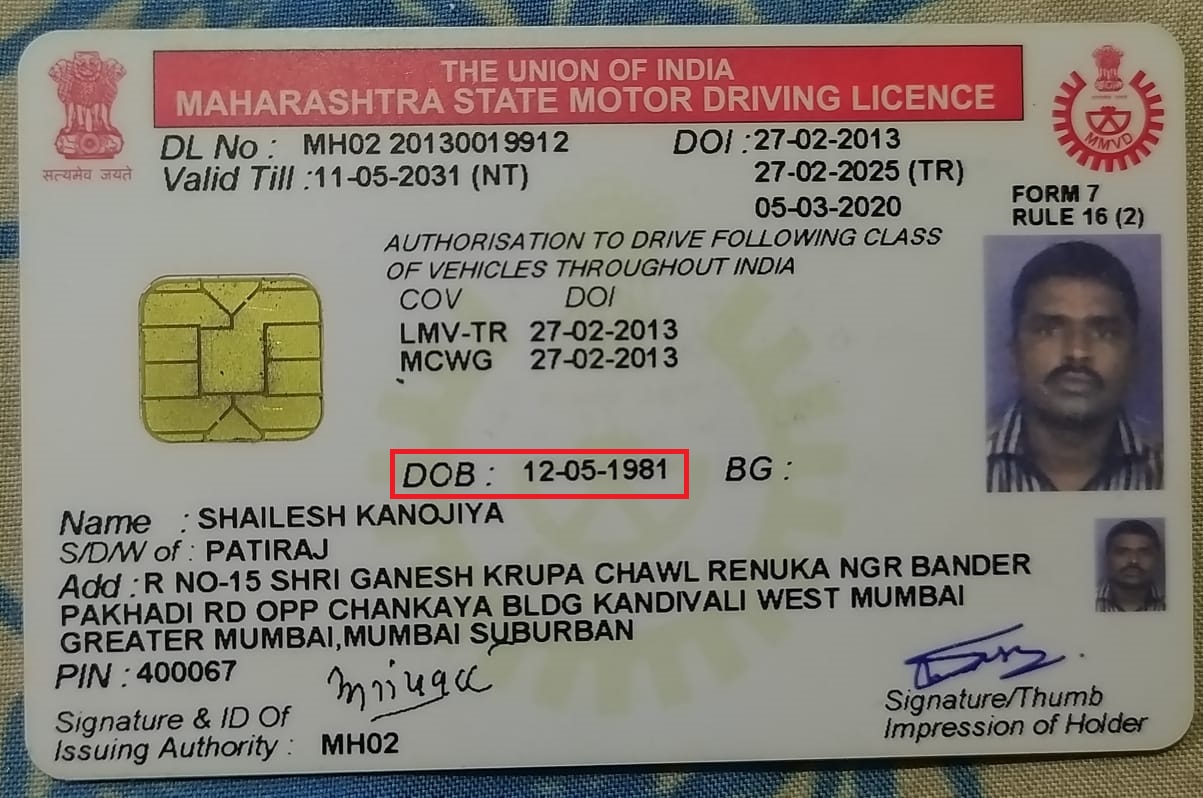 THE UNION OF INDIA
MAHARASHTRA STATE MOTOR DRIVING LICENCE
सत्यमेव जयते
MMVD
DL No : MH02 20130019912 DOI : 27-02-2013
Valid Till : 11-05-2031 (NT) 27-02-2025 (TR)
05-03-2020
FORM 7
RULE 16 (2)
AUTHORISATION TO DRIVE FOLLOWING CLASS
OF VEHICLES THROUGHOUT INDIA
COV DOI
LMV-TR 27-02-2013
MCWG 27-02-2013
DOB : 12-05-1981 BG :
Name : SHAILESH KANOJIYA
S/D/W of : PATIRAJ
Add : R NO-15 SHRI GANESH KRUPA CHAWL RENUKA NGR BANDER
PAKHADI RD OPP CHANKAYA BLDG KANDIVALI WEST MUMBAI
GREATER MUMBAI,MUMBAI SUBURBAN
PIN : 400067
Signature & ID Of
Issuing Authority : MH02
Signature/Thumb
Impression of Holder